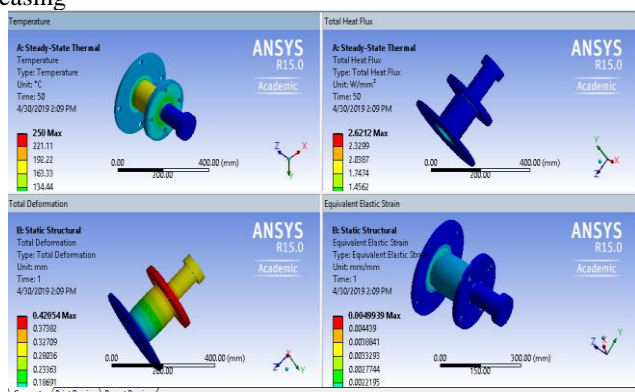 easing
Temperature
A: Steady-State Thermal
Temperature
Type: Temperature
Unit: °C
Time: 50
4/30/2019 2:09 PM
250 Max
221.11
192.22
163.33
134.44
ANSYS
R15.0
Academic
0.00
400.00 (mm)
200.00
Z
X
Y
Total Heat Flux
A: Steady-State Thermal
Total Heat Flux
Type: Total Heat Flux
Unit: W/mm²
Time: 50
4/30/2019 2:09 PM
2.6212 Max
2.3299
2.0387
1.7474
1.4562
ANSYS
R15.0
Academic
0.00
400.00 (mm)
200.00
Y
X
Z
Total Deformation
B: Static Structural
Total Deformation
Type: Total Deformation
Unit: mm
Time: 1
4/30/2019 2:09 PM
0.42054 Max
0.37382
0.32709
0.28036
0.23363
0.18691
ANSYS
R15.0
Academic
0.00
400.00 (mm)
200.00
Z
Y
Equivalent Elastic Strain
B: Static Structural
Equivalent Elastic Strain
Type: Equivalent Elastic Strain
Unit: mm/mm
Time: 1
4/30/2019 2:09 PM
0.0049939 Max
0.004439
0.0038841
0.0033293
0.0027744
0.0022195
ANSYS
R15.0
Academic
0.00
300.00 (mm)
150.00
Z
Y